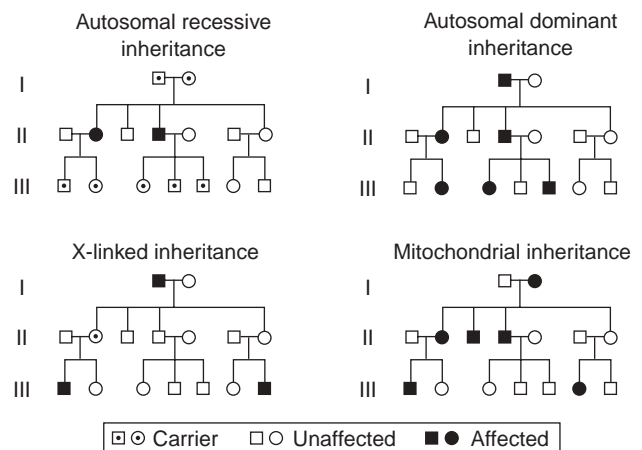 Autosomal recessive
inheritance
I
II
III
Autosomal dominant
inheritance
I
II
III
X-linked inheritance
I
II
III
Mitochondrial inheritance
I
II
III
Carrier Unaffected Affected